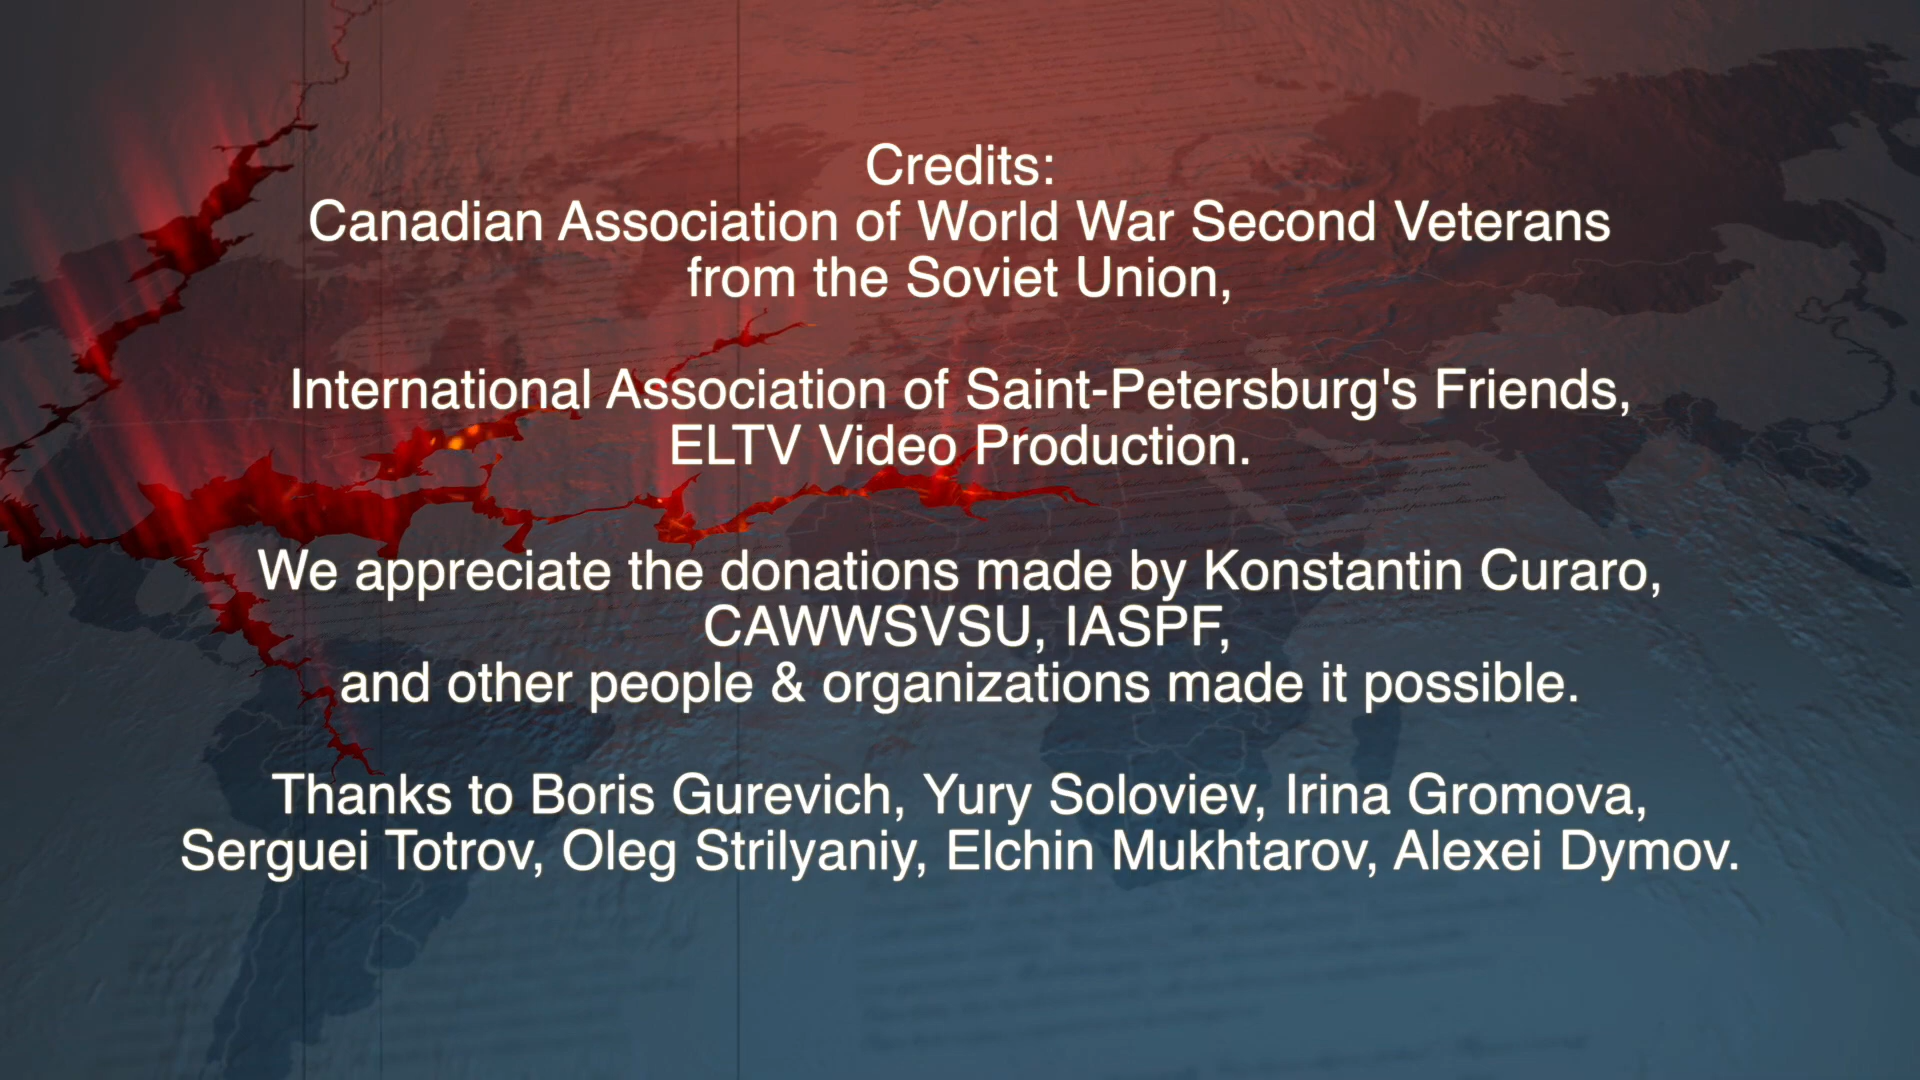 Credits:
Canadian Association of World War Second Veterans
from the Soviet Union,
International Association of Saint-Petersburg's Friends,
ELTV Video Production.
We appreciate the donations made by Konstantin Curaro,
CAWWSVSU, IASPF,
and other people & organizations made it possible.
Thanks to Boris Gurevich, Yury Soloviev, Irina Gromova,
Serguei Totrov, Oleg Strilyaniy, Elchin Mukhtarov, Alexei Dymov.